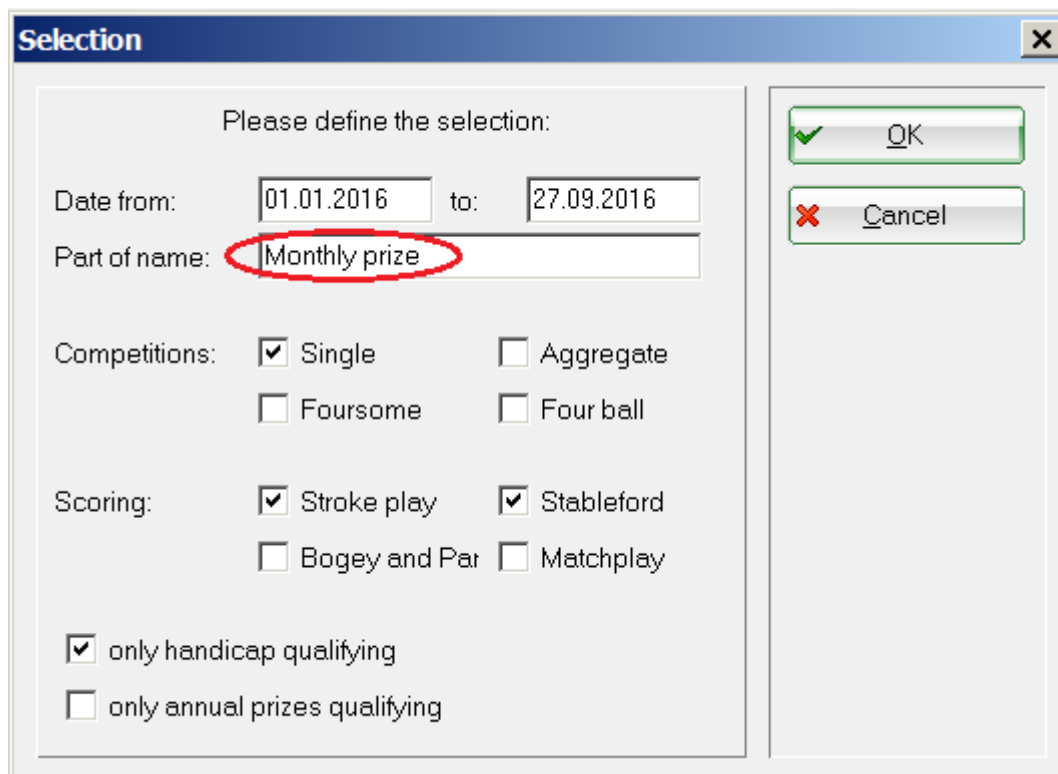 Selection
Please define the selection:
OK
Date from: 01.01.2016 to: 27.09.2016
Cancel
Part of name: Monthly prize
Competitions: Single Aggregate
Foursome Four ball
Scoring: Stroke play Stableford
Bogey and Par Matchplay
only handicap qualifying
only annual prizes qualifying